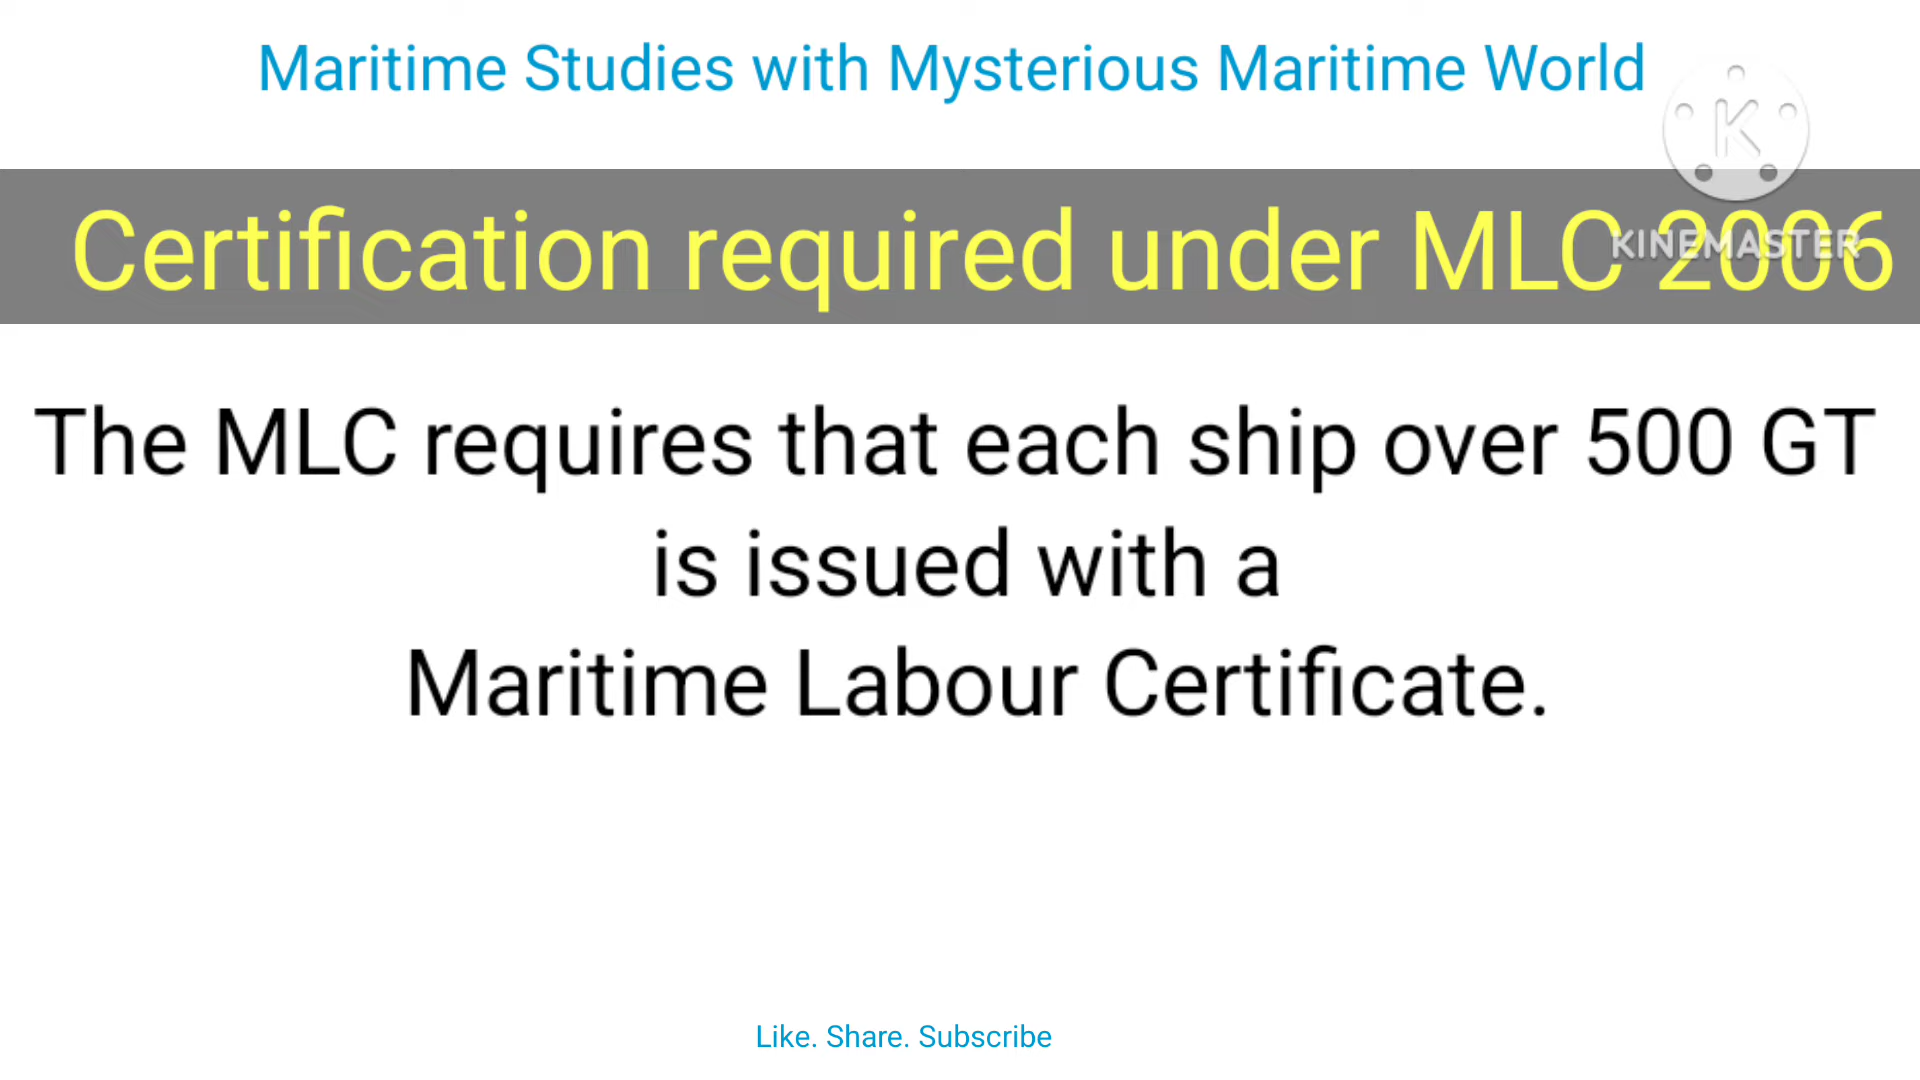 Maritime Studies with Mysterious Maritime World
K
KINEMASTER
Certification required under MLC 2006
The MLC requires that each ship over 500 GT
is issued with a
Maritime Labour Certificate.
Like. Share. Subscribe